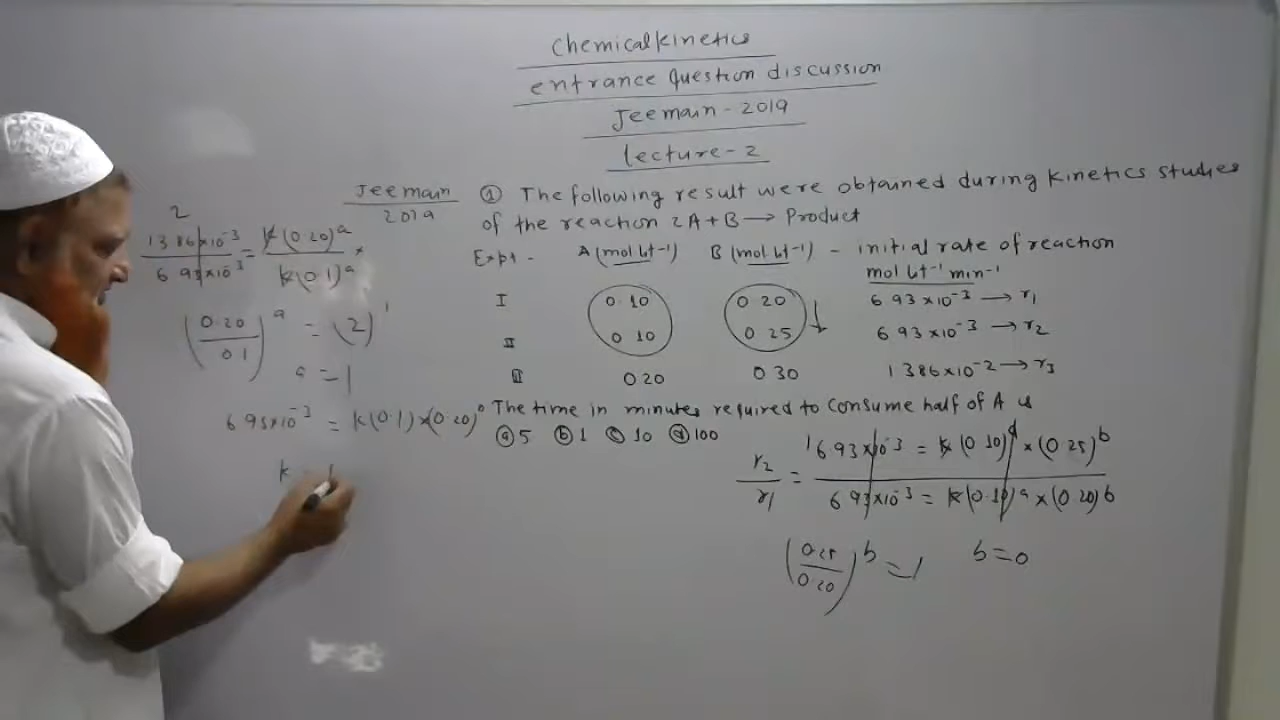 Chemicalkinetics
entrance question discussion
Jeemain - 2019
lecture-2
Jeemain
2019
① The following result were obtained during kinetics studies
of the reaction 2A+B → Product
Expt - A (mol Lt⁻¹) B (mol Lt⁻¹) - initial rate of reaction
mol Lt⁻¹ min⁻¹
I 0.10 0.20 6.93×10⁻³ → r₁
II 0.10 0.25 6.93×10⁻³ → r₂
III 0.20 0.30 1.386×10⁻² → r₃
The time in minutes required to consume half of A is
ⓐ 5 ⓑ 1 ⓒ 10 ⓓ 100
2
13.86×10⁻³ / 6.93×10⁻³ = k(0.20)ᵃ / k(0.1)ᵃ ×
(0.20 / 0.1)ᵃ = (2)¹
a = 1
6.93×10⁻³ = k(0.1)×(0.20)⁰
k =
r₂ / r₁ = 1 6.93×10⁻³ = k (0.10)ᵃ × (0.25)ᵇ
6.93×10⁻³ = k(0.10)ᵃ × (0.20)ᵇ
(0.25 / 0.20)ᵇ = 1 b = 0